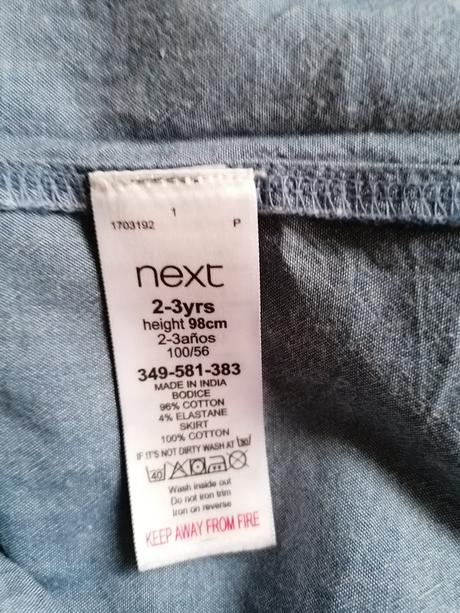 1
1703192 P
next
2-3yrs
height 98cm
2-3años
100/56
349-581-383
MADE IN INDIA
BODICE
96% COTTON
4% ELASTANE
SKIRT
100% COTTON
IF IT'S NOT DIRTY WASH AT 30
40
Wash inside out
Do not iron trim
Iron on reverse
KEEP AWAY FROM FIRE